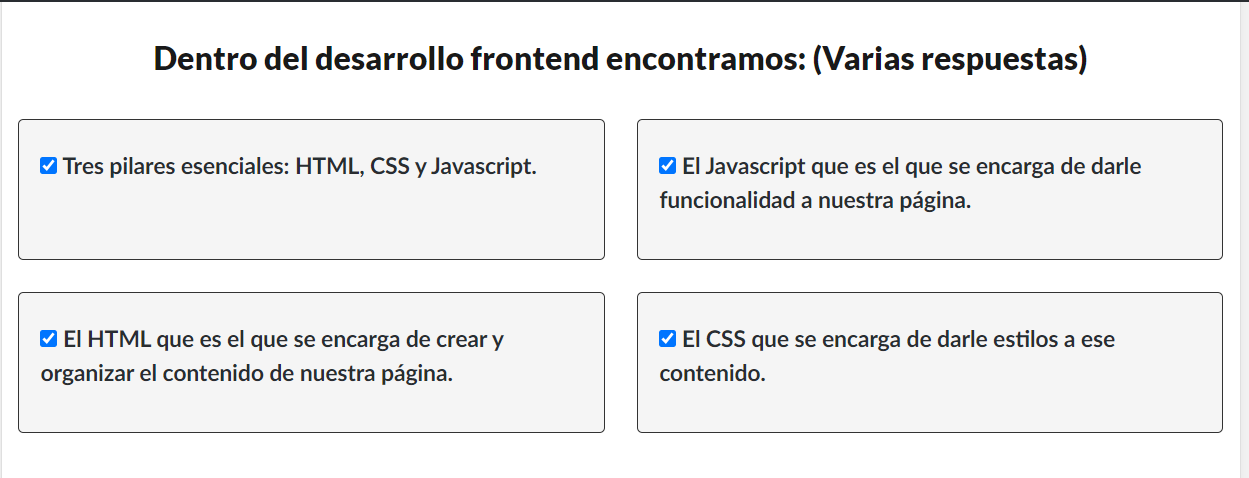 Dentro del desarrollo frontend encontramos: (Varias respuestas)
Tres pilares esenciales: HTML, CSS y Javascript.
El Javascript que es el que se encarga de darle
funcionalidad a nuestra página.
El HTML que es el que se encarga de crear y
organizar el contenido de nuestra página.
El CSS que se encarga de darle estilos a ese
contenido.